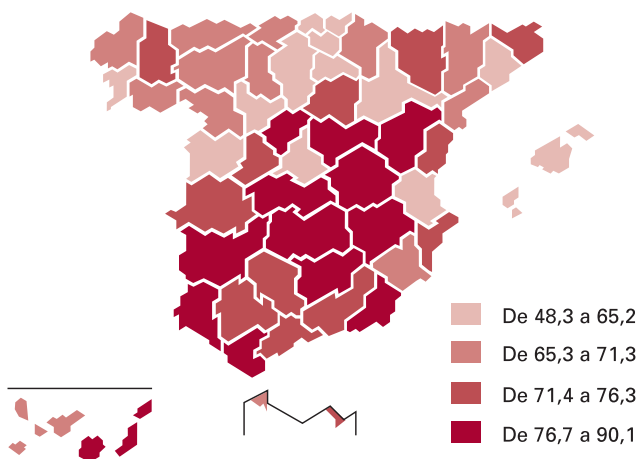 De 48,3 a 65,2
De 65,3 a 71,3
De 71,4 a 76,3
De 76,7 a 90,1